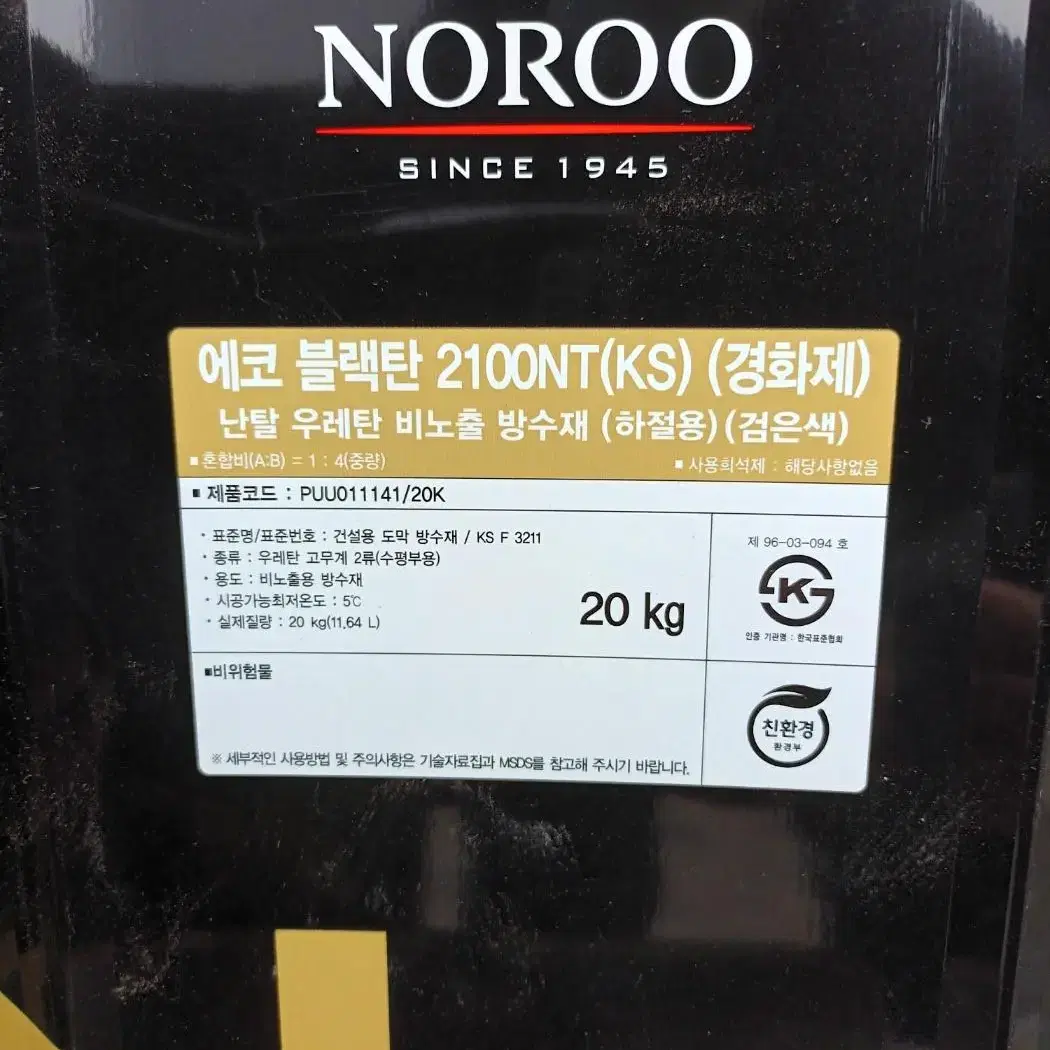 NOROO
SINCE 1945
에코 블랙탄 2100NT(KS) (경화제)
난탈 우레탄 비노출 방수재 (하절용)(검은색)
▪혼합비(A:B) = 1 : 4(중량) ▪사용희석제 : 해당사항없음
▪제품코드 : PUU011141/20K
· 표준명/표준번호 : 건설용 도막 방수재 / KS F 3211
· 종류 : 우레탄 고무계 2류(수평부용)
· 용도 : 비노출용 방수재
· 시공가능최저온도 : 5℃
· 실제질량 : 20 kg(11.64 L)
20 kg
제 96-03-094 호
K
인증 기관명 : 한국표준협회
▪비위험물
※ 세부적인 사용방법 및 주의사항은 기술자료집과 MSDS를 참고해 주시기 바랍니다.
친환경
환경부